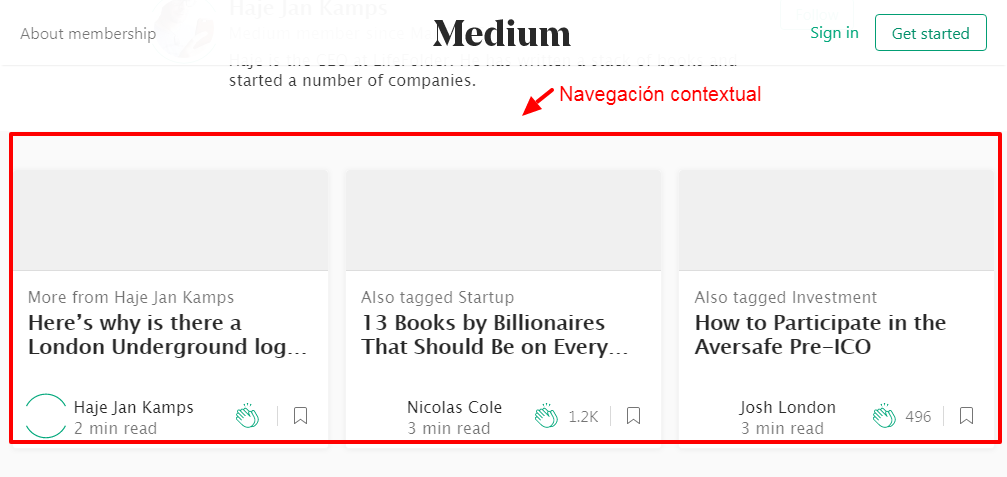 Haje Jan Kamps
About membership
Medium
Sign in
Get started
started a number of companies.
Navegación contextual
More from Haje Jan Kamps
Here’s why is there a
London Underground log…
Haje Jan Kamps
2 min read
Also tagged Startup
13 Books by Billionaires
That Should Be on Every…
Nicolas Cole
3 min read
1.2K
Also tagged Investment
How to Participate in the
Aversafe Pre-ICO
Josh London
3 min read
496